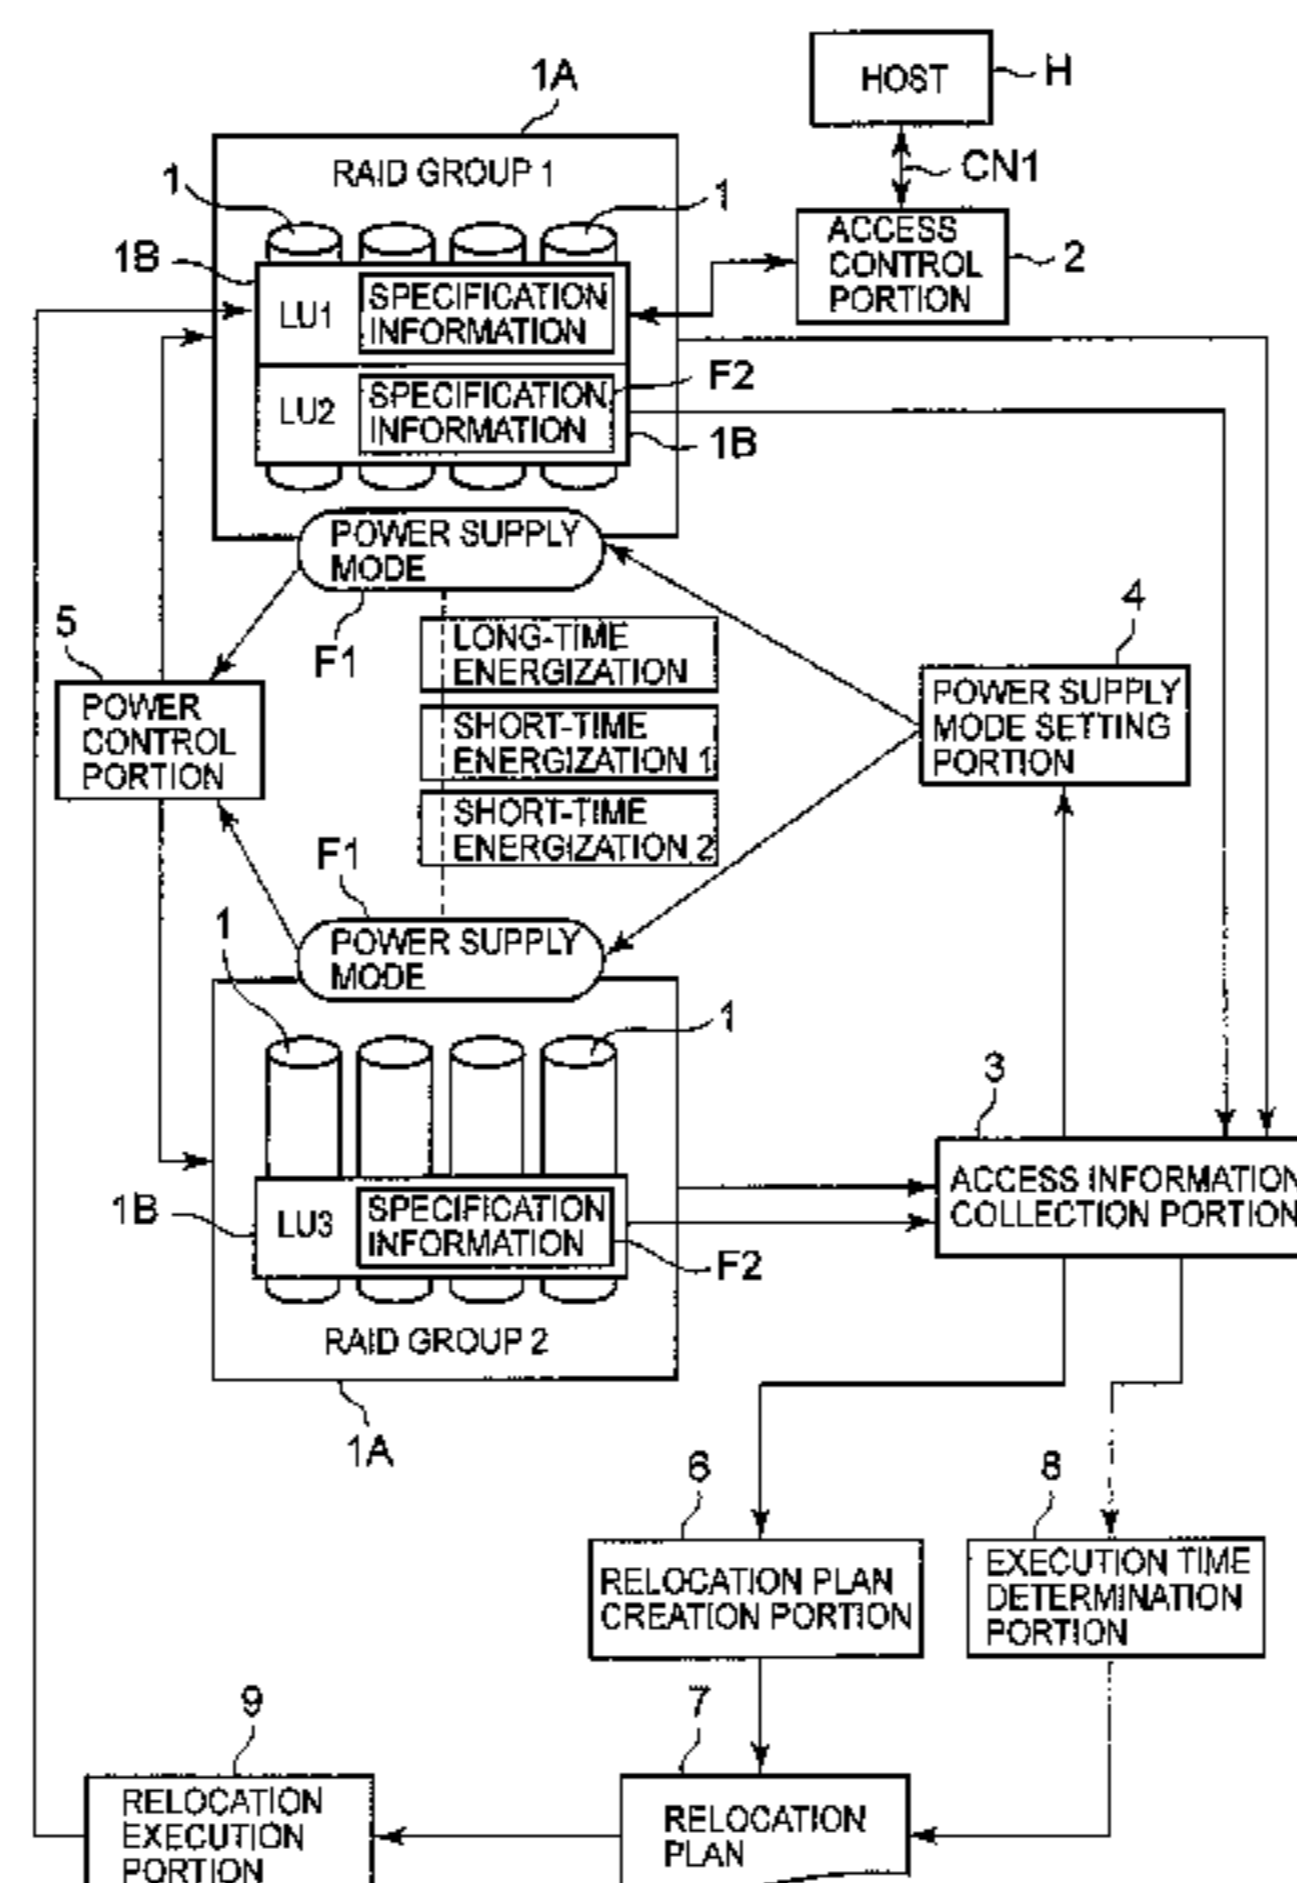 HOST
H
1A
CN1
RAID GROUP 1
1
1
ACCESS
CONTROL
PORTION
2
1B
LU1
SPECIFICATION
INFORMATION
LU2
SPECIFICATION
INFORMATION
F2
1B
POWER SUPPLY
MODE
F1
5
POWER
CONTROL
PORTION
LONG-TIME
ENERGIZATION
SHORT-TIME
ENERGIZATION 1
SHORT-TIME
ENERGIZATION 2
4
POWER SUPPLY
MODE SETTING
PORTION
F1
POWER SUPPLY
MODE
1
1
3
ACCESS INFORMATION
COLLECTION PORTION
1B
LU3
SPECIFICATION
INFORMATION
F2
RAID GROUP 2
1A
6
RELOCATION PLAN
CREATION PORTION
8
EXECUTION TIME
DETERMINATION
PORTION
9
RELOCATION
EXECUTION
PORTION
7
RELOCATION
PLAN